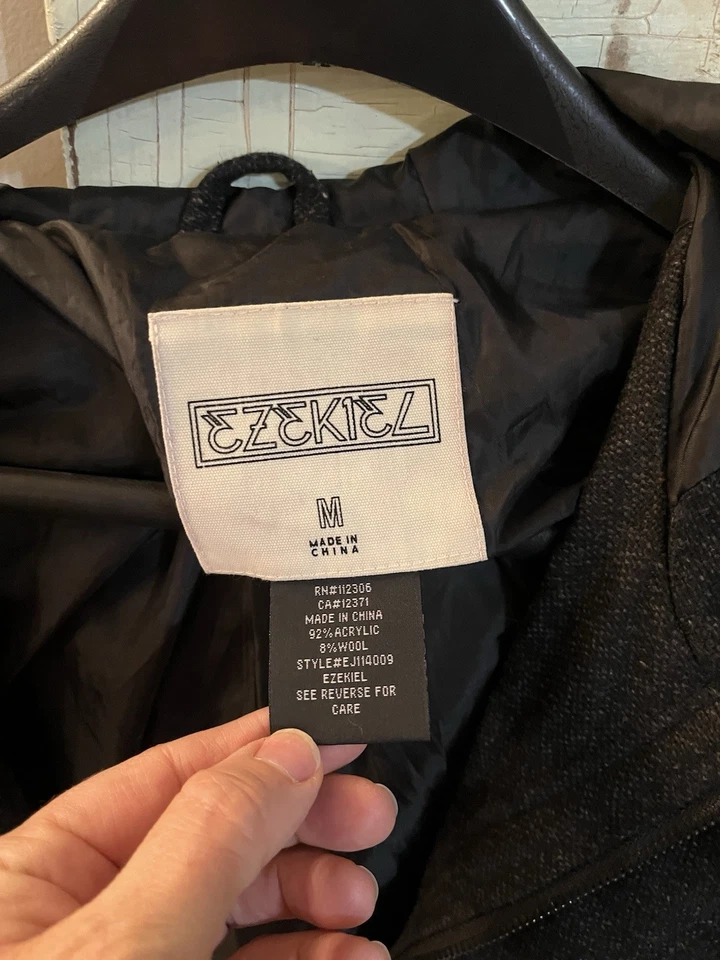 EZEKIEL
M
MADE IN
CHINA
RN#112306
CA#12371
MADE IN CHINA
92%ACRYLIC
8%WOOL
STYLE#EJ114009
EZEKIEL
SEE REVERSE FOR
CARE